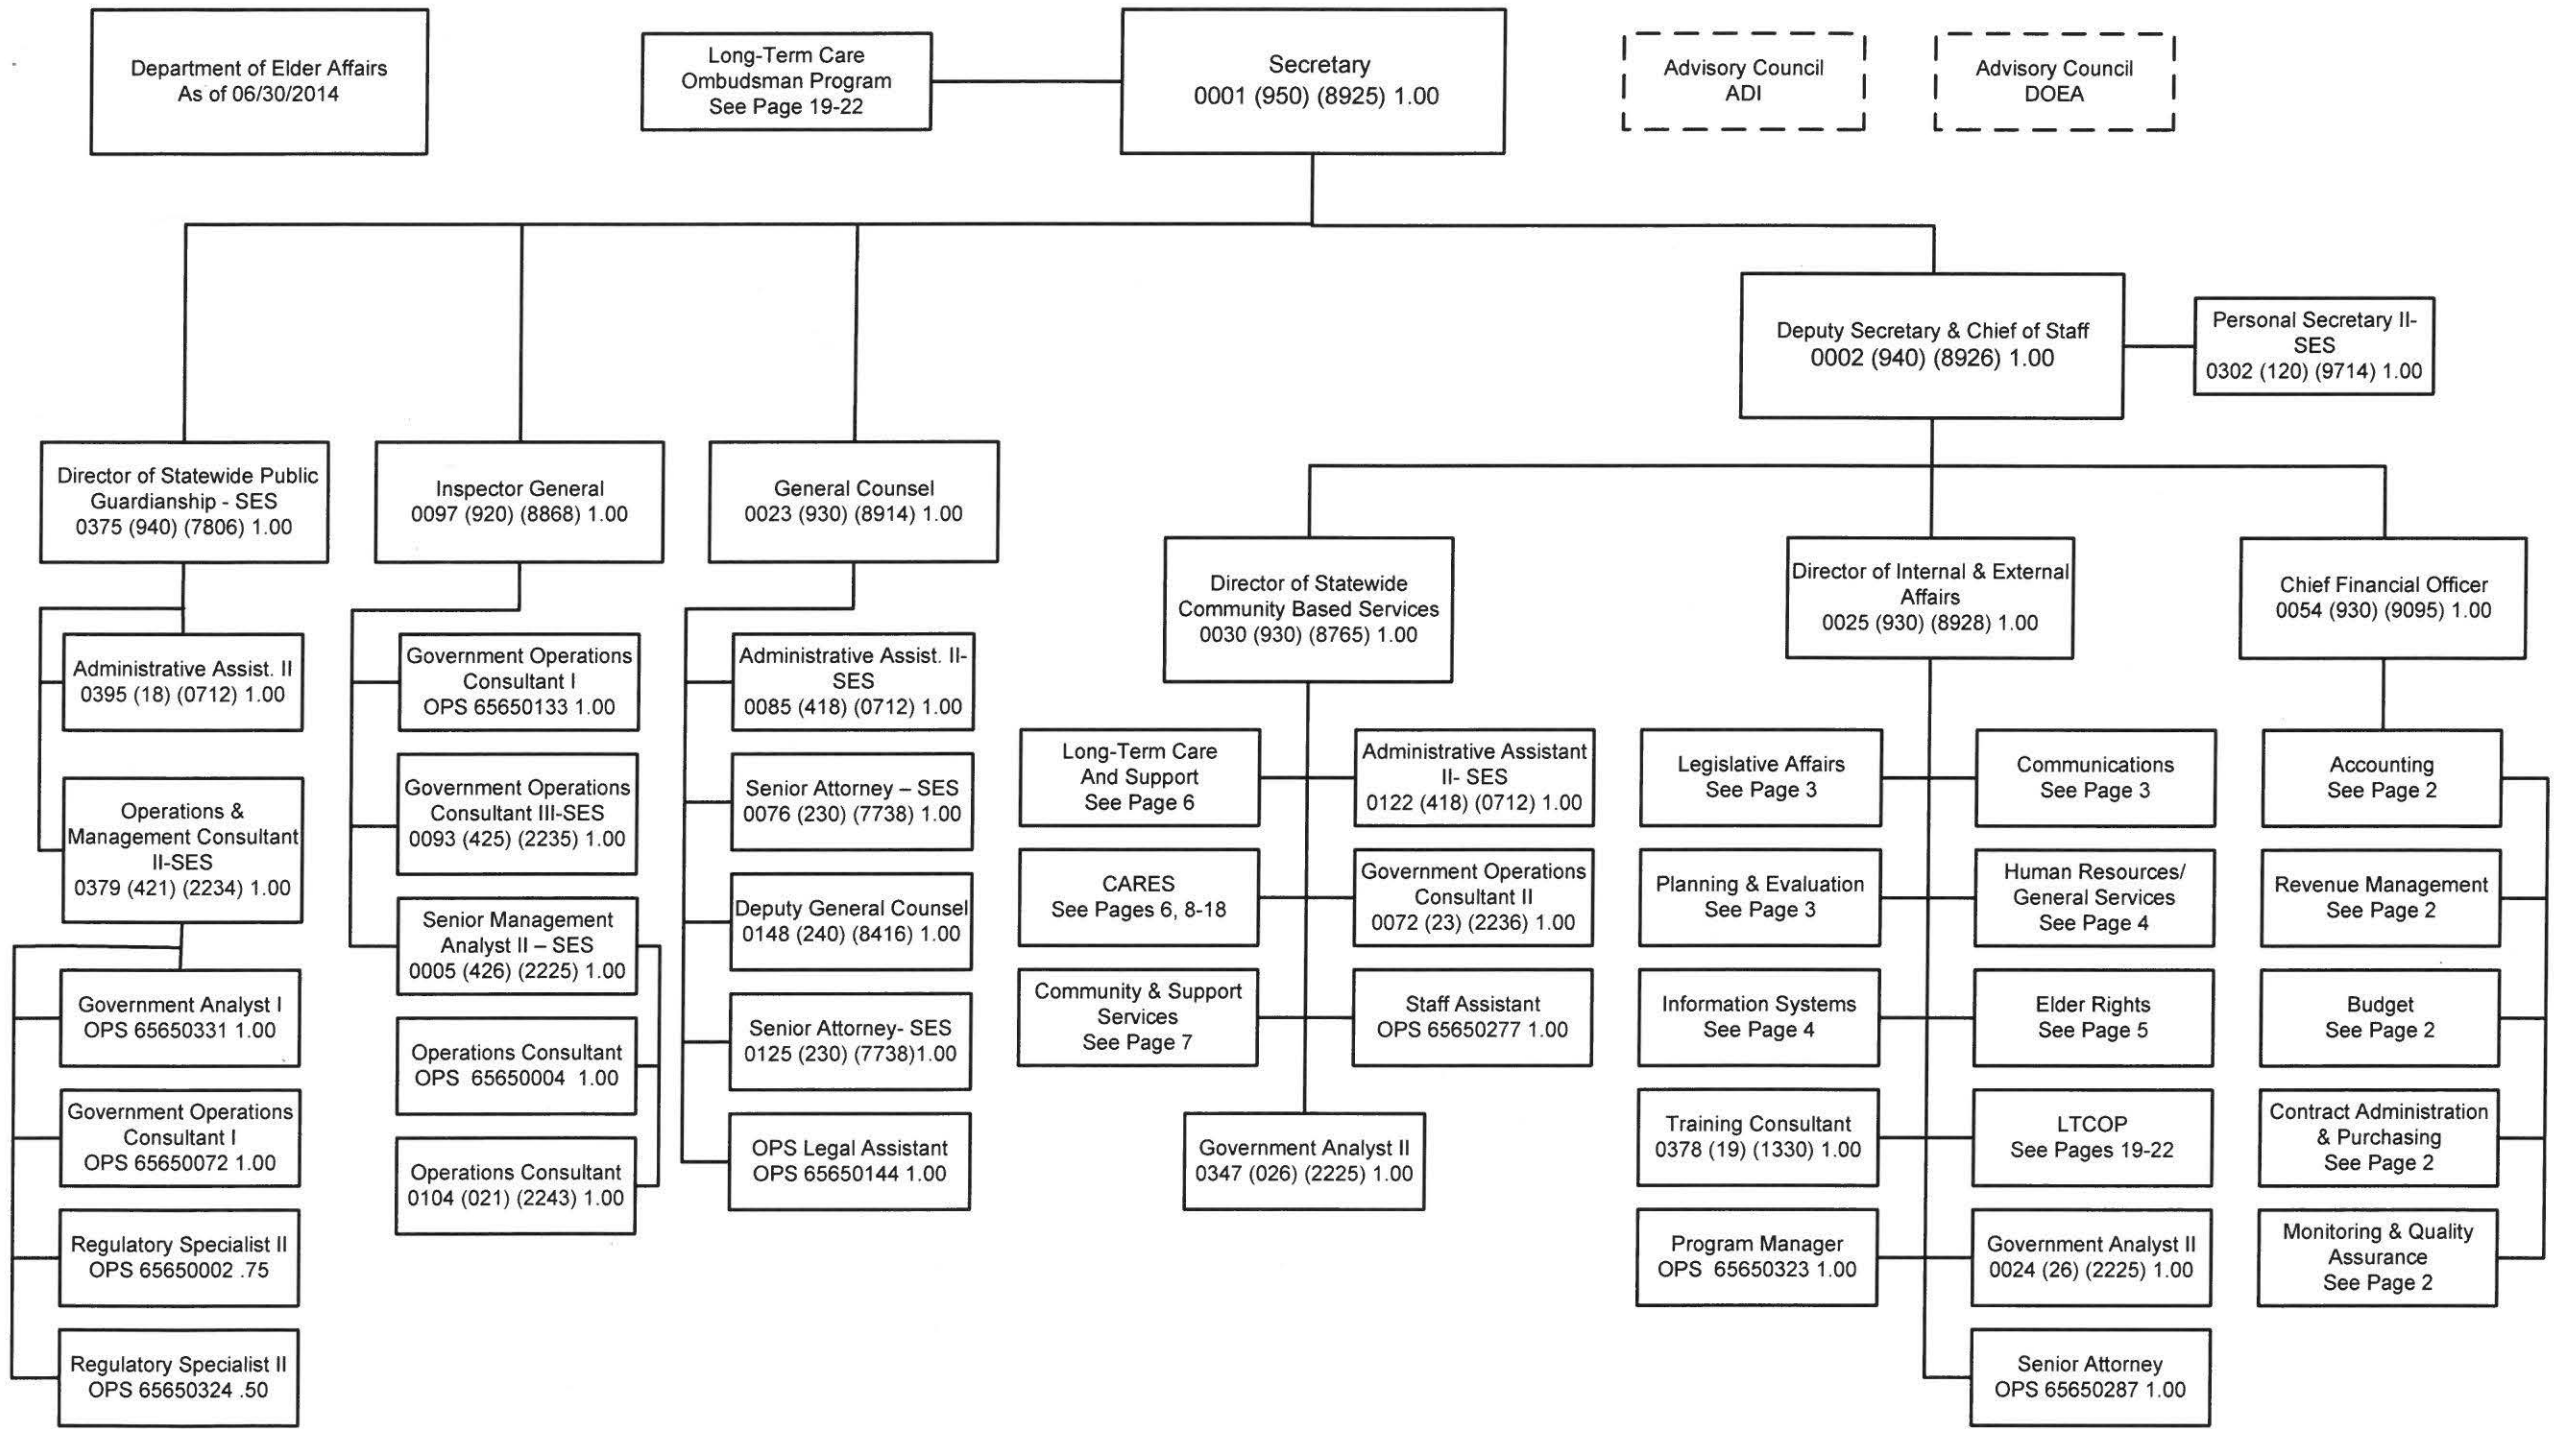 Department of Elder Affairs
As of 06/30/2014
Long-Term Care
Ombudsman Program
See Page 19-22
Secretary
0001 (950) (8925) 1.00
Advisory Council
ADI
Advisory Council
DOEA
Deputy Secretary & Chief of Staff
0002 (940) (8926) 1.00
Personal Secretary II-
SES
0302 (120) (9714) 1.00
Director of Statewide Public
Guardianship - SES
0375 (940) (7806) 1.00
Inspector General
0097 (920) (8868) 1.00
General Counsel
0023 (930) (8914) 1.00
Director of Statewide
Community Based Services
0030 (930) (8765) 1.00
Director of Internal & External
Affairs
0025 (930) (8928) 1.00
Chief Financial Officer
0054 (930) (9095) 1.00
Administrative Assist. II
0395 (18) (0712) 1.00
Operations &
Management Consultant
II-SES
0379 (421) (2234) 1.00
Government Analyst I
OPS 65650331 1.00
Government Operations
Consultant I
OPS 65650072 1.00
Regulatory Specialist II
OPS 65650002 .75
Regulatory Specialist II
OPS 65650324 .50
Government Operations
Consultant I
OPS 65650133 1.00
Government Operations
Consultant III-SES
0093 (425) (2235) 1.00
Senior Management
Analyst II – SES
0005 (426) (2225) 1.00
Operations Consultant
OPS 65650004 1.00
Operations Consultant
0104 (021) (2243) 1.00
Administrative Assist. II-
SES
0085 (418) (0712) 1.00
Senior Attorney – SES
0076 (230) (7738) 1.00
Deputy General Counsel
0148 (240) (8416) 1.00
Senior Attorney- SES
0125 (230) (7738)1.00
OPS Legal Assistant
OPS 65650144 1.00
Long-Term Care
And Support
See Page 6
Administrative Assistant
II- SES
0122 (418) (0712) 1.00
CARES
See Pages 6, 8-18
Government Operations
Consultant II
0072 (23) (2236) 1.00
Community & Support
Services
See Page 7
Staff Assistant
OPS 65650277 1.00
Government Analyst II
0347 (026) (2225) 1.00
Legislative Affairs
See Page 3
Communications
See Page 3
Planning & Evaluation
See Page 3
Human Resources/
General Services
See Page 4
Information Systems
See Page 4
Elder Rights
See Page 5
Training Consultant
0378 (19) (1330) 1.00
LTCOP
See Pages 19-22
Program Manager
OPS 65650323 1.00
Government Analyst II
0024 (26) (2225) 1.00
Senior Attorney
OPS 65650287 1.00
Accounting
See Page 2
Revenue Management
See Page 2
Budget
See Page 2
Contract Administration
& Purchasing
See Page 2
Monitoring & Quality
Assurance
See Page 2